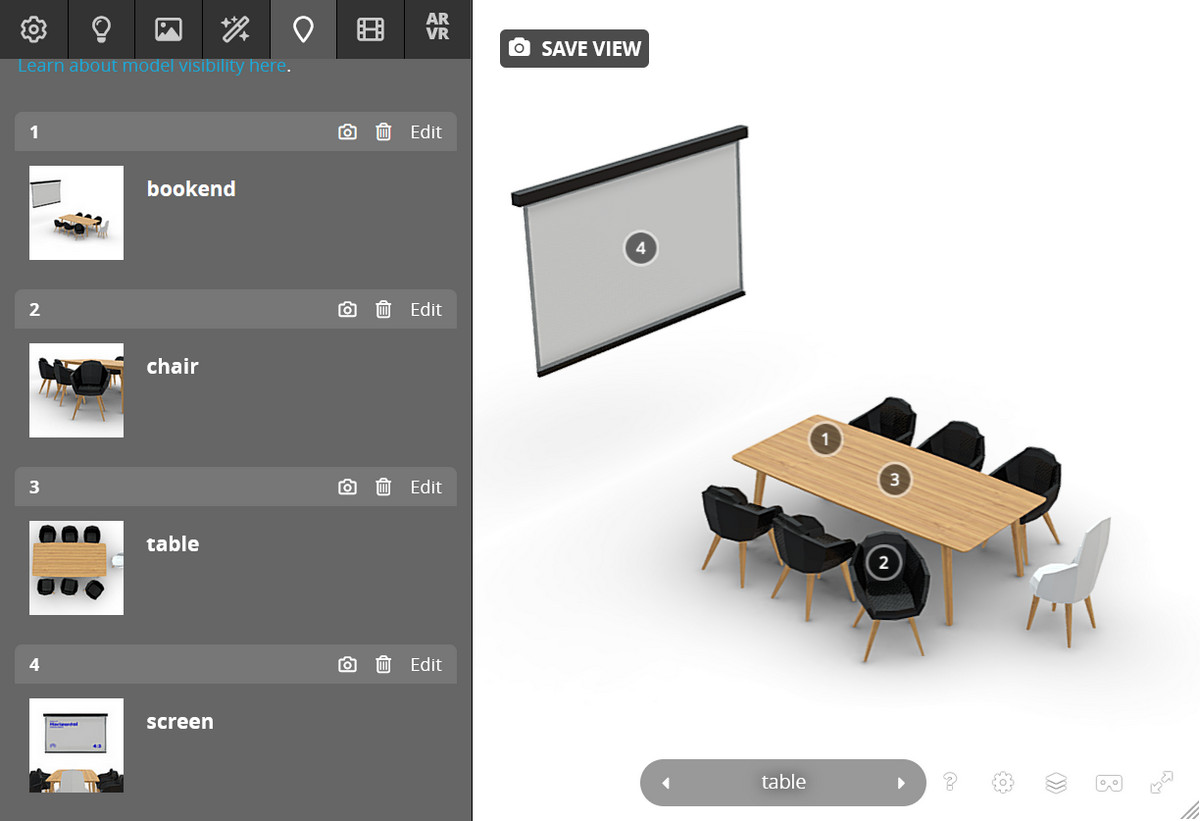 AR
VR
Learn about model visibility here.
SAVE VIEW
1
Edit
bookend
2
Edit
chair
3
Edit
table
4
Edit
screen
4
1
3
2
table
?